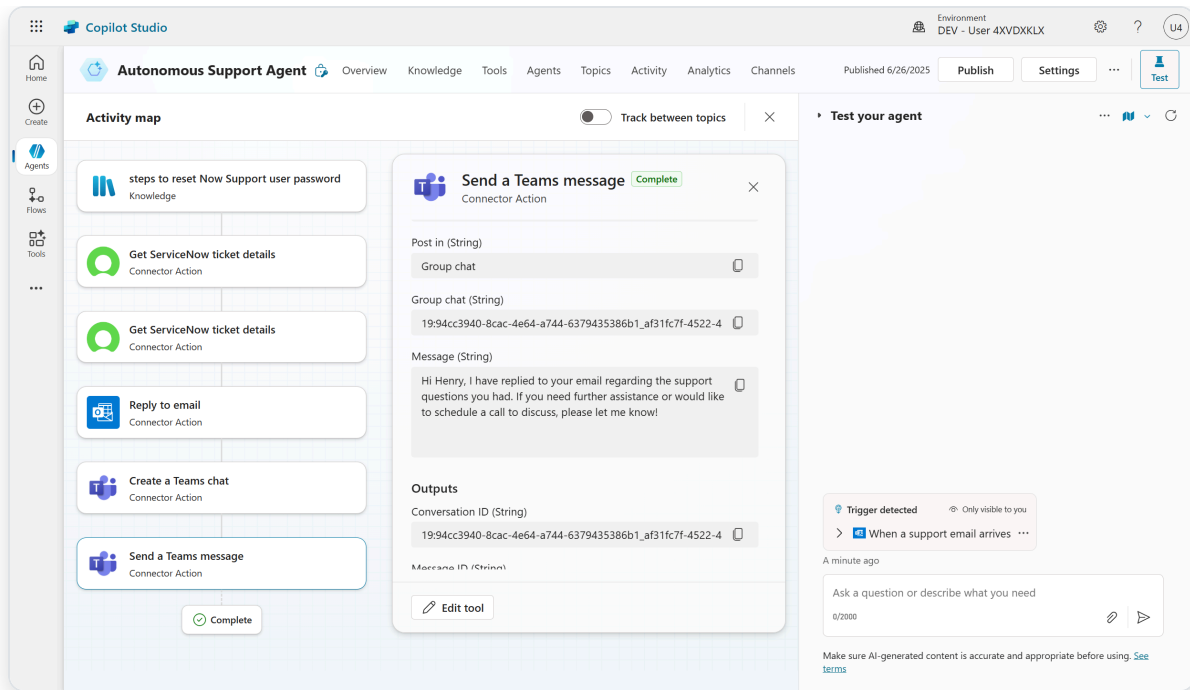 Copilot Studio
Environment
DEV - User 4XVDXKLX
U4
Home
Create
Agents
Flows
Tools
Autonomous Support Agent
Overview
Knowledge
Tools
Agents
Topics
Activity
Analytics
Channels
Published 6/26/2025
Publish
Settings
Test
Activity map
Track between topics
steps to reset Now Support user password
Knowledge
Get ServiceNow ticket details
Connector Action
Get ServiceNow ticket details
Connector Action
Reply to email
Connector Action
Create a Teams chat
Connector Action
Send a Teams message
Connector Action
Complete
Send a Teams message
Complete
Connector Action
Post in (String)
Group chat
Group chat (String)
19:94cc3940-8cac-4e64-a744-6379435386b1_af31fc7f-4522-4
Message (String)
Hi Henry, I have replied to your email regarding the support
questions you had. If you need further assistance or would like
to schedule a call to discuss, please let me know!
Outputs
Conversation ID (String)
19:94cc3940-8cac-4e64-a744-6379435386b1_af31fc7f-4522-4
Message ID (String)
Edit tool
Test your agent
Trigger detected
Only visible to you
When a support email arrives
A minute ago
Ask a question or describe what you need
0/2000
Make sure AI-generated content is accurate and appropriate before using. See
terms